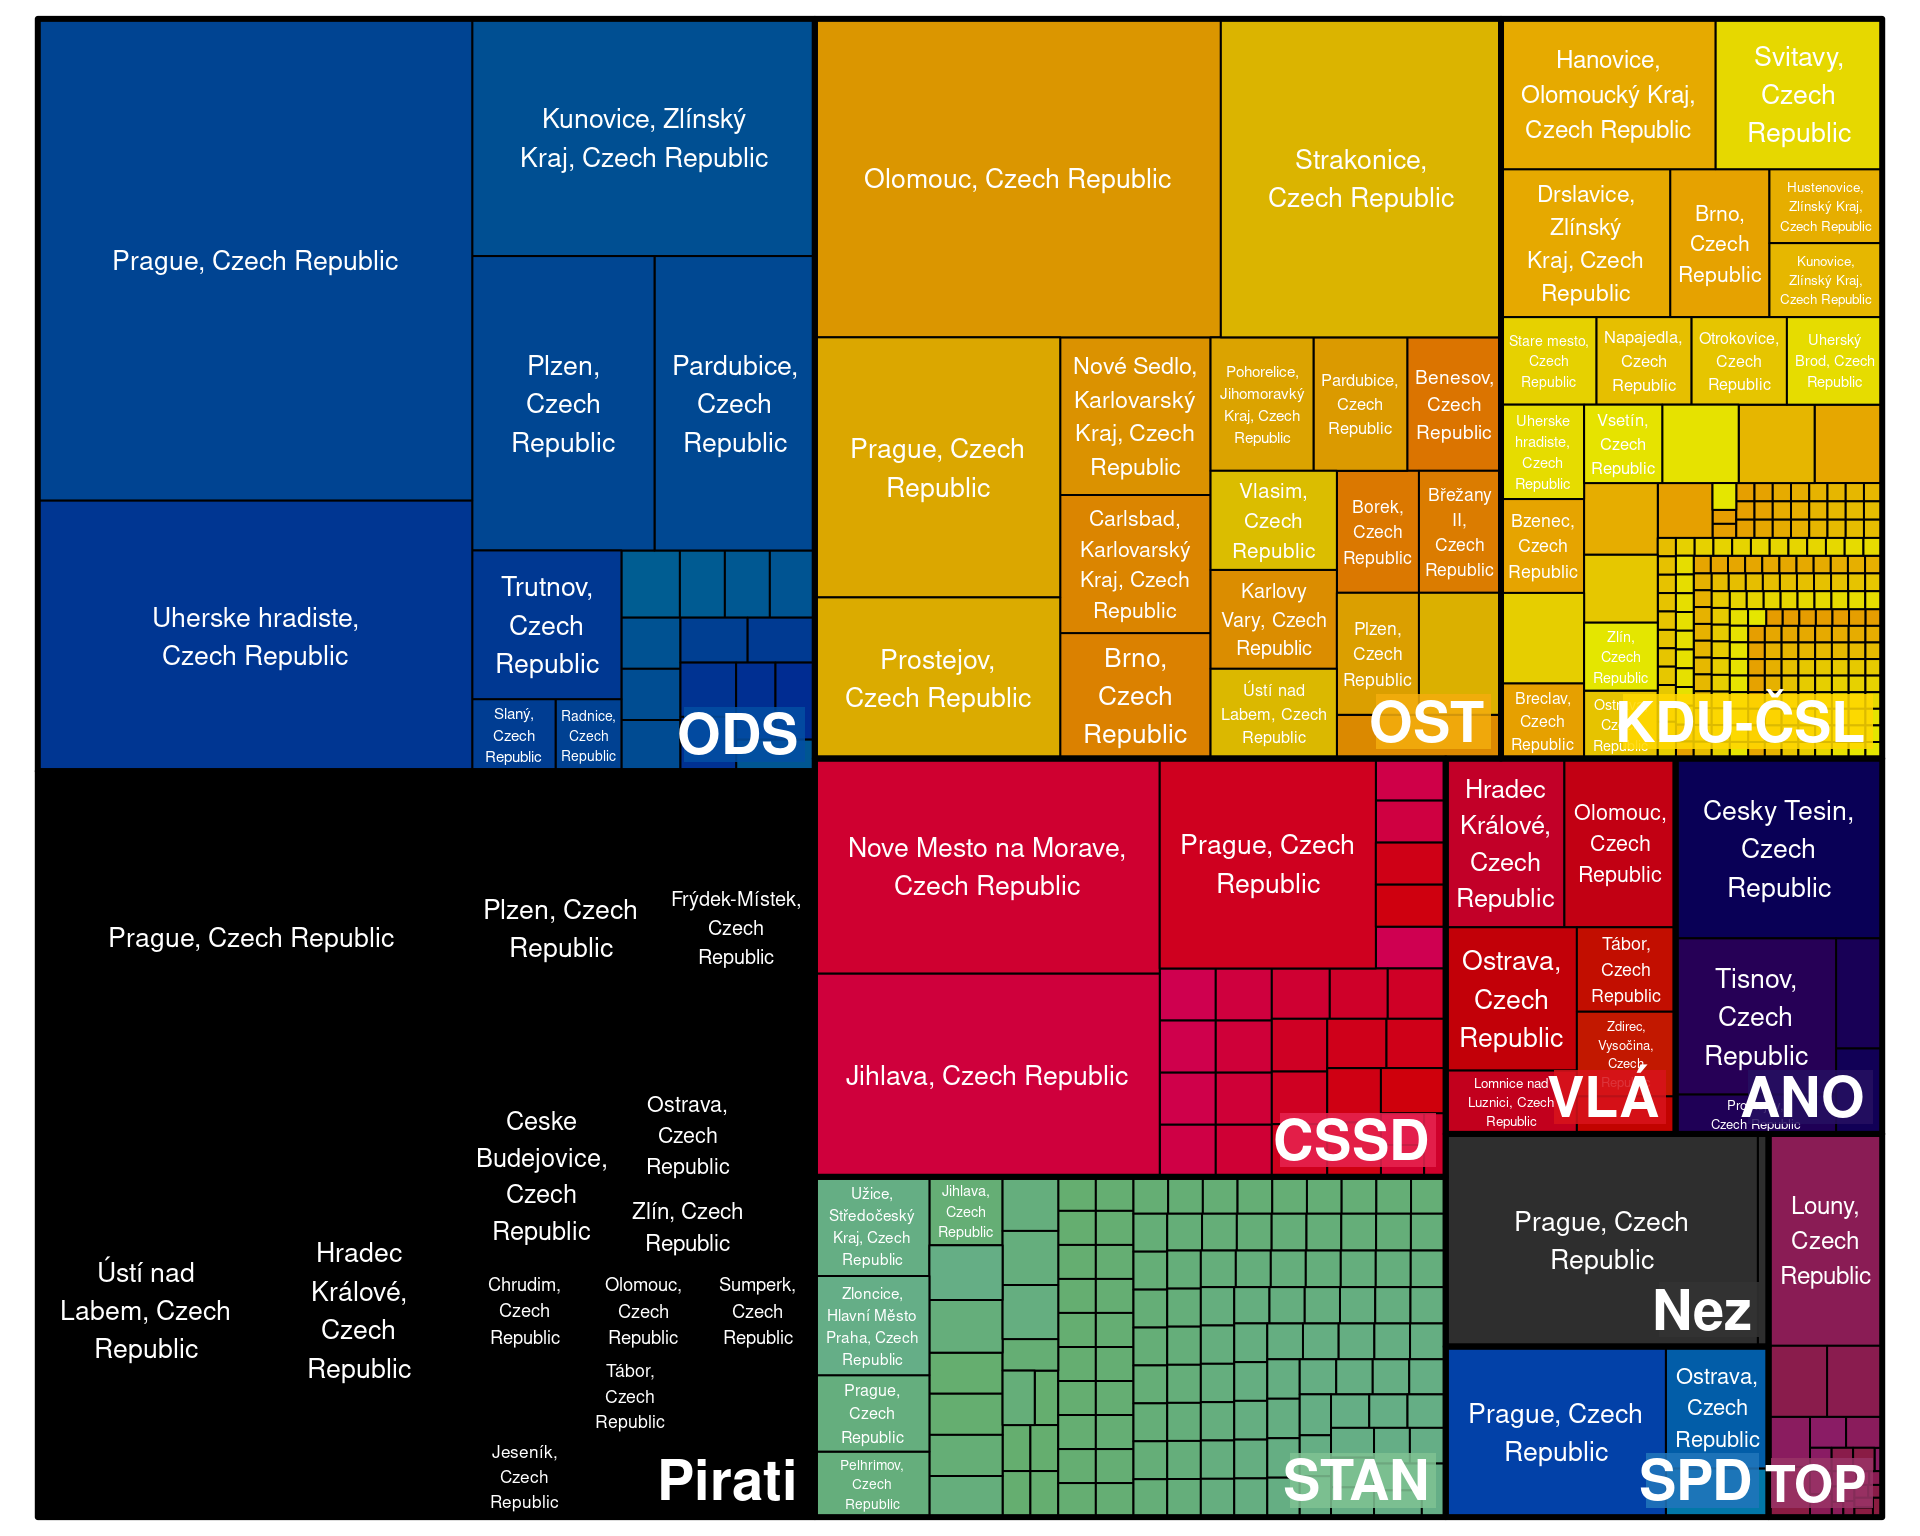 Prague, Czech Republic
Kunovice, Zlínský
Kraj, Czech Republic
Plzen,
Czech
Republic
Pardubice,
Czech
Republic
Uherske hradiste,
Czech Republic
Trutnov,
Czech
Republic
Slaný,
Czech
Republic
Radnice,
Czech
Republic
ODS
Olomouc, Czech Republic
Strakonice,
Czech Republic
Prague, Czech
Republic
Prostejov,
Czech Republic
Nové Sedlo,
Karlovarský
Kraj, Czech
Republic
Carlsbad,
Karlovarský
Kraj, Czech
Republic
Brno,
Czech
Republic
Pohorelice,
Jihomoravký
Kraj, Czech
Republic
Pardubice,
Czech
Republic
Benesov,
Czech
Republic
Vlasim,
Czech
Republic
Karlovy
Vary, Czech
Republic
Ústí nad
Labem, Czech
Republic
Borek,
Czech
Republic
Břežany
II,
Czech
Republic
Plzen,
Czech
Republic
OST
Hanovice,
Olomoucký Kraj,
Czech Republic
Svitavy,
Czech
Republic
Drslavice,
Zlínský
Kraj, Czech
Republic
Brno,
Czech
Republic
Hustenovice,
Zlínský Kraj,
Czech Republic
Kunovice,
Zlínský Kraj,
Czech Republic
Stare mesto,
Czech
Republic
Napajedla,
Czech
Republic
Otrokovice,
Czech
Republic
Uherský
Brod, Czech
Republic
Uherske
hradiste,
Czech
Republic
Vsetín,
Czech
Republic
Bzenec,
Czech
Republic
Zlín,
Czech
Republic
Breclav,
Czech
Republic
KDU-ČSL
Prague, Czech Republic
Plzen, Czech
Republic
Frýdek-Místek,
Czech
Republic
Ústí nad
Labem, Czech
Republic
Hradec
Králové,
Czech
Republic
Ceske
Budejovice,
Czech
Republic
Ostrava,
Czech
Republic
Zlín, Czech
Republic
Chrudim,
Czech
Republic
Olomouc,
Czech
Republic
Sumperk,
Czech
Republic
Tábor,
Czech
Republic
Jeseník,
Czech
Republic
Pirati
Nove Mesto na Morave,
Czech Republic
Prague, Czech
Republic
Jihlava, Czech Republic
CSSD
Hradec
Králové,
Czech
Republic
Olomouc,
Czech
Republic
Ostrava,
Czech
Republic
Tábor,
Czech
Republic
Zdirec,
Vysočina,
Czech
Republic
Lomnice nad
Luznici, Czech
Republic
VLÁ
Cesky Tesin,
Czech
Republic
Tisnov,
Czech
Republic
Czech Republic
ANO
Užice,
Středočeský
Kraj, Czech
Republic
Jihlava,
Czech
Republic
Zloncice,
Hlavní Město
Praha, Czech
Republic
Prague,
Czech
Republic
Pelhrimov,
Czech
Republic
STAN
Prague, Czech
Republic
Nez
Louny,
Czech
Republic
TOP
Prague, Czech
Republic
Ostrava,
Czech
Republic
SPD